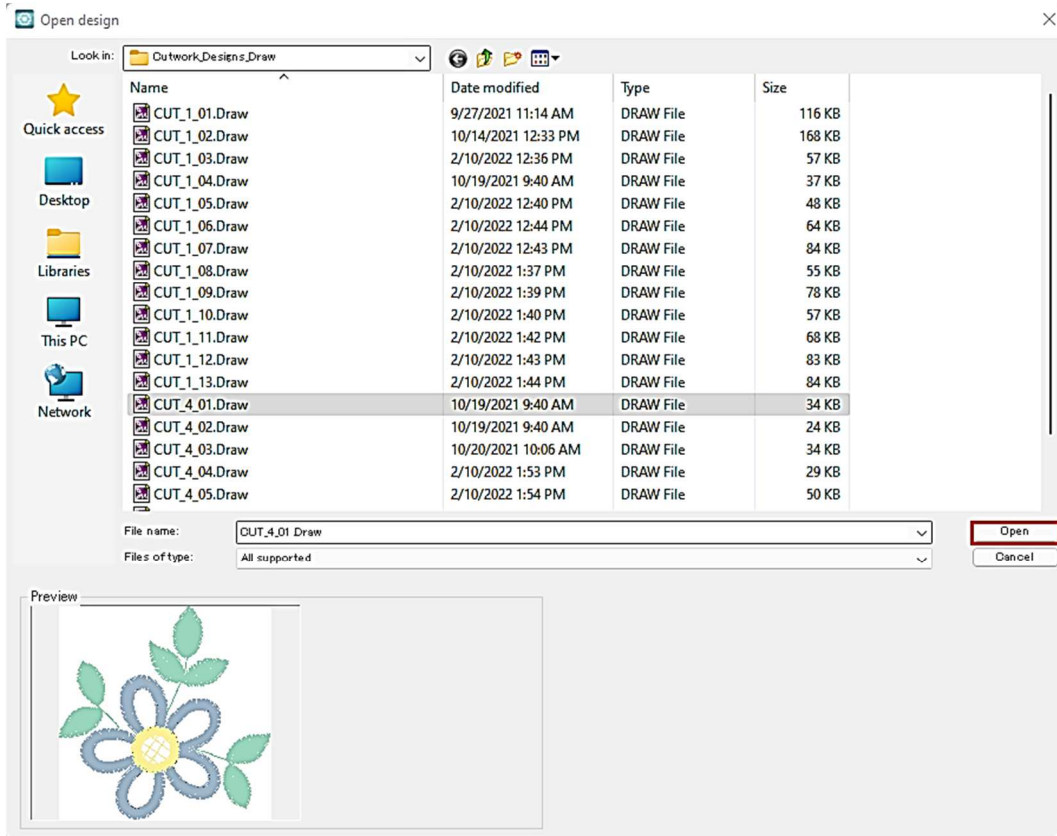 Open design
Look in: Cutwork_Designs_Draw
Name Date modified Type Size
CUT_1_01.Draw 9/27/2021 11:14 AM DRAW File 116 KB
CUT_1_02.Draw 10/14/2021 12:33 PM DRAW File 168 KB
CUT_1_03.Draw 2/10/2022 12:36 PM DRAW File 57 KB
CUT_1_04.Draw 10/19/2021 9:40 AM DRAW File 37 KB
CUT_1_05.Draw 2/10/2022 12:40 PM DRAW File 48 KB
CUT_1_06.Draw 2/10/2022 12:44 PM DRAW File 64 KB
CUT_1_07.Draw 2/10/2022 12:43 PM DRAW File 84 KB
CUT_1_08.Draw 2/10/2022 1:37 PM DRAW File 55 KB
CUT_1_09.Draw 2/10/2022 1:39 PM DRAW File 78 KB
CUT_1_10.Draw 2/10/2022 1:40 PM DRAW File 57 KB
CUT_1_11.Draw 2/10/2022 1:42 PM DRAW File 68 KB
CUT_1_12.Draw 2/10/2022 1:43 PM DRAW File 83 KB
CUT_1_13.Draw 2/10/2022 1:44 PM DRAW File 84 KB
CUT_4_01.Draw 10/19/2021 9:40 AM DRAW File 34 KB
CUT_4_02.Draw 10/19/2021 9:40 AM DRAW File 24 KB
CUT_4_03.Draw 10/20/2021 10:06 AM DRAW File 34 KB
CUT_4_04.Draw 2/10/2022 1:53 PM DRAW File 29 KB
CUT_4_05.Draw 2/10/2022 1:54 PM DRAW File 50 KB
Quick access
Desktop
Libraries
This PC
Network
File name: CUT_4_01.Draw Open
Files of type: All supported Cancel
Preview